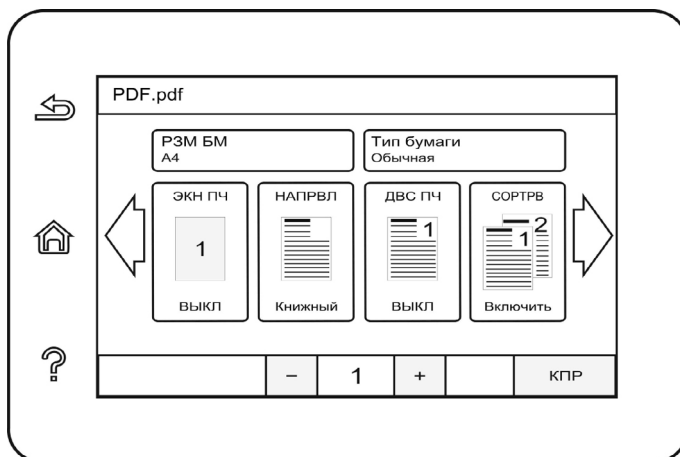 PDF.pdf
РЗМ БМ
А4
Тип бумаги
Обычная
ЭКН ПЧ
1
ВЫКЛ
НАПРВЛ
Книжный
ДВС ПЧ
1
ВЫКЛ
СОРТРВ
1
2
Включить
?
− 1 + КПР